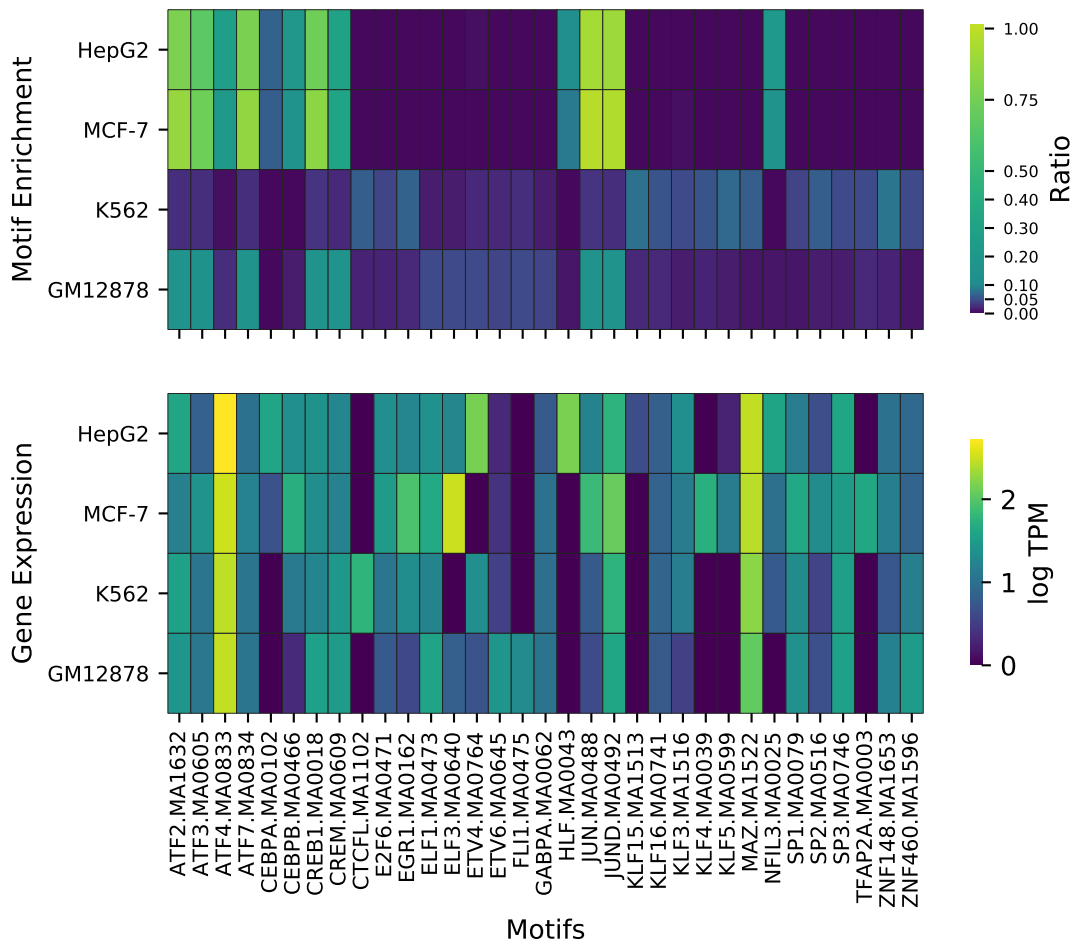 Motif Enrichment
HepG2
MCF-7
K562
GM12878
1.00
0.75
0.50
0.40
0.30
0.20
0.10
0.05
0.00
Ratio
Gene Expression
HepG2
MCF-7
K562
GM12878
2
1
0
log TPM
ATF2.MA1632
ATF3.MA0605
ATF4.MA0833
ATF7.MA0834
CEBPA.MA0102
CEBPB.MA0466
CREB1.MA0018
CREM.MA0609
CTCFL.MA1102
E2F6.MA0471
EGR1.MA0162
ELF1.MA0473
ELF3.MA0640
ETV4.MA0764
ETV6.MA0645
FLI1.MA0475
GABPA.MA0062
HLF.MA0043
JUN.MA0488
JUND.MA0492
KLF15.MA1513
KLF16.MA0741
KLF3.MA1516
KLF4.MA0039
KLF5.MA0599
MAZ.MA1522
NFIL3.MA0025
SP1.MA0079
SP2.MA0516
SP3.MA0746
TFAP2A.MA0003
ZNF148.MA1653
ZNF460.MA1596
Motifs